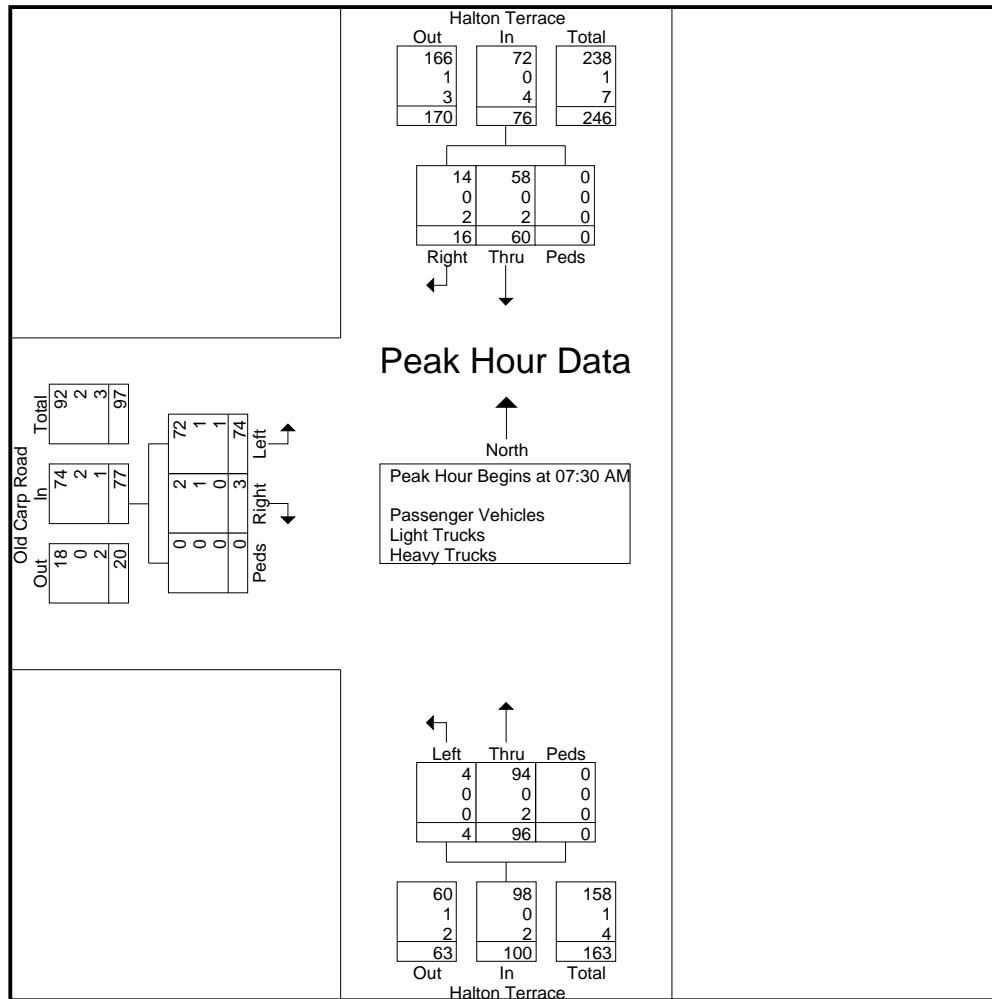 Halton Terrace
Out In Total
166 72 238
1 0 1
3 4 7
170 76 246
14 58 0
0 0 0
2 2 0
16 60 0
Right Thru Peds
Peak Hour Data
North
Peak Hour Begins at 07:30 AM
Passenger Vehicles
Light Trucks
Heavy Trucks
Old Carp Road
Out In Total
18 74 92
0 2 2
2 1 3
20 77 97
0 2 72
0 1 1
0 0 1
0 3 74
Peds Right Left
Left Thru Peds
4 94 0
0 0 0
0 2 0
4 96 0
60 98 158
1 0 1
2 2 4
63 100 163
Out In Total
Halton Terrace